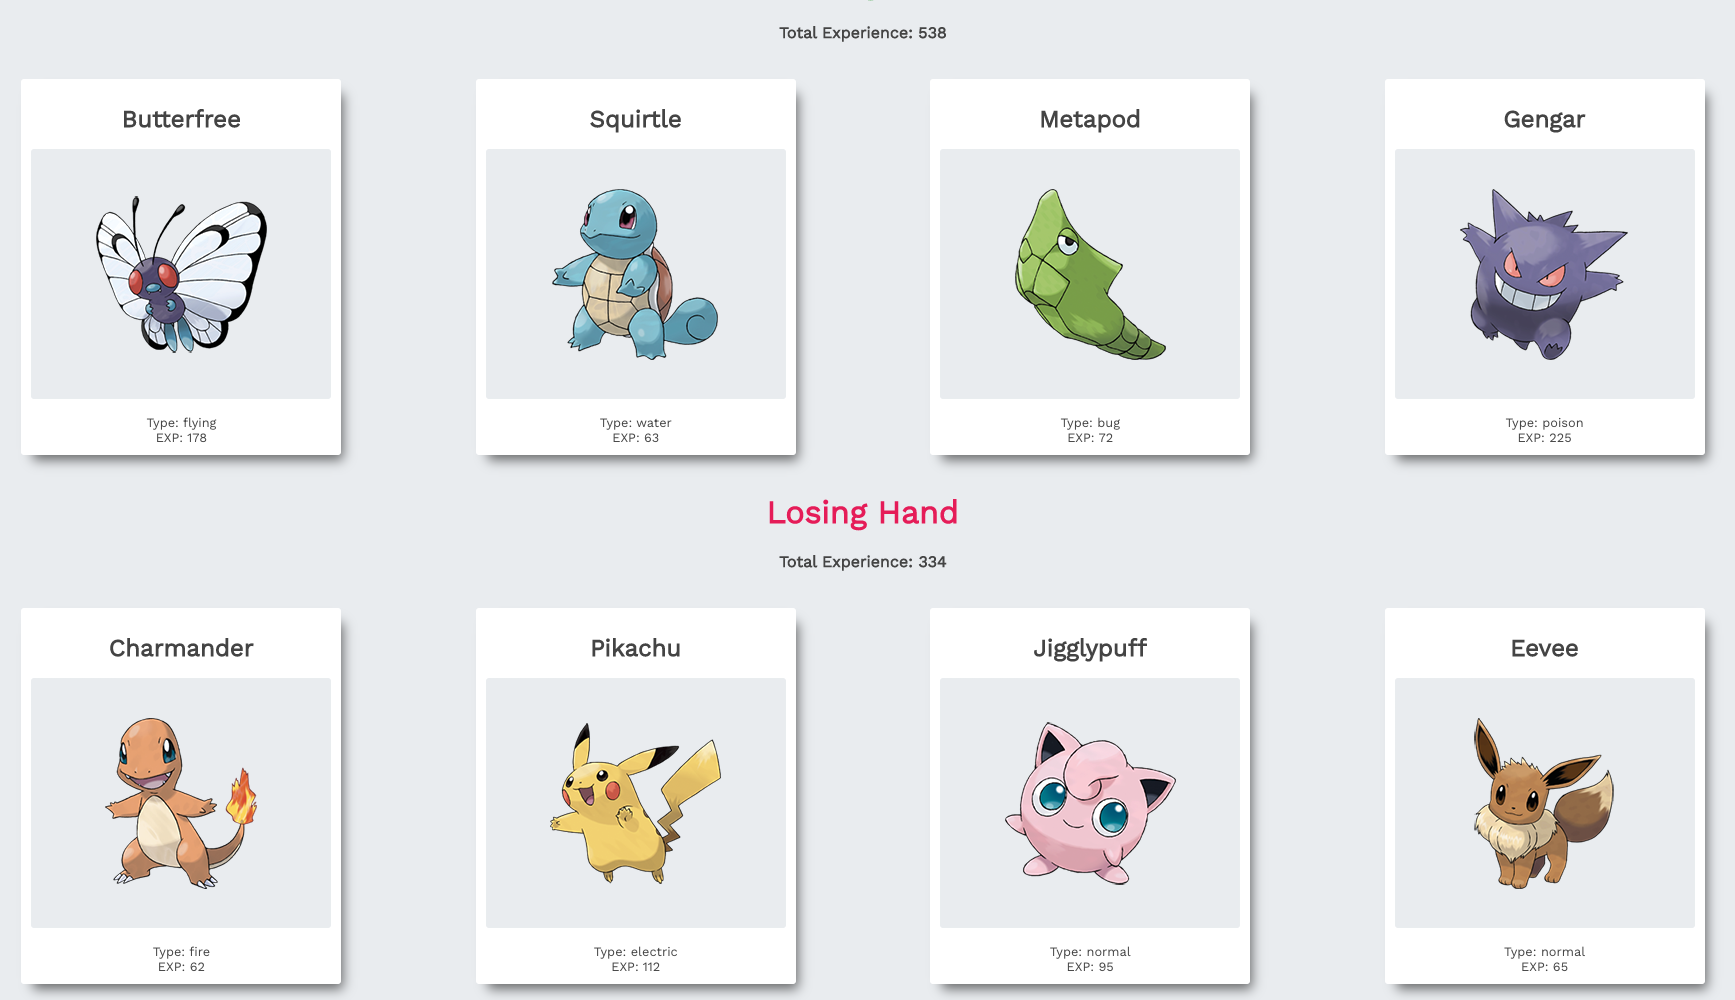 Total Experience: 538
Butterfree
Squirtle
Metapod
Gengar
Type: flying
EXP: 178
Type: water
EXP: 63
Type: bug
EXP: 72
Type: poison
EXP: 225
Losing Hand
Total Experience: 334
Charmander
Pikachu
Jigglypuff
Eevee
Type: fire
EXP: 62
Type: electric
EXP: 112
Type: normal
EXP: 95
Type: normal
EXP: 65